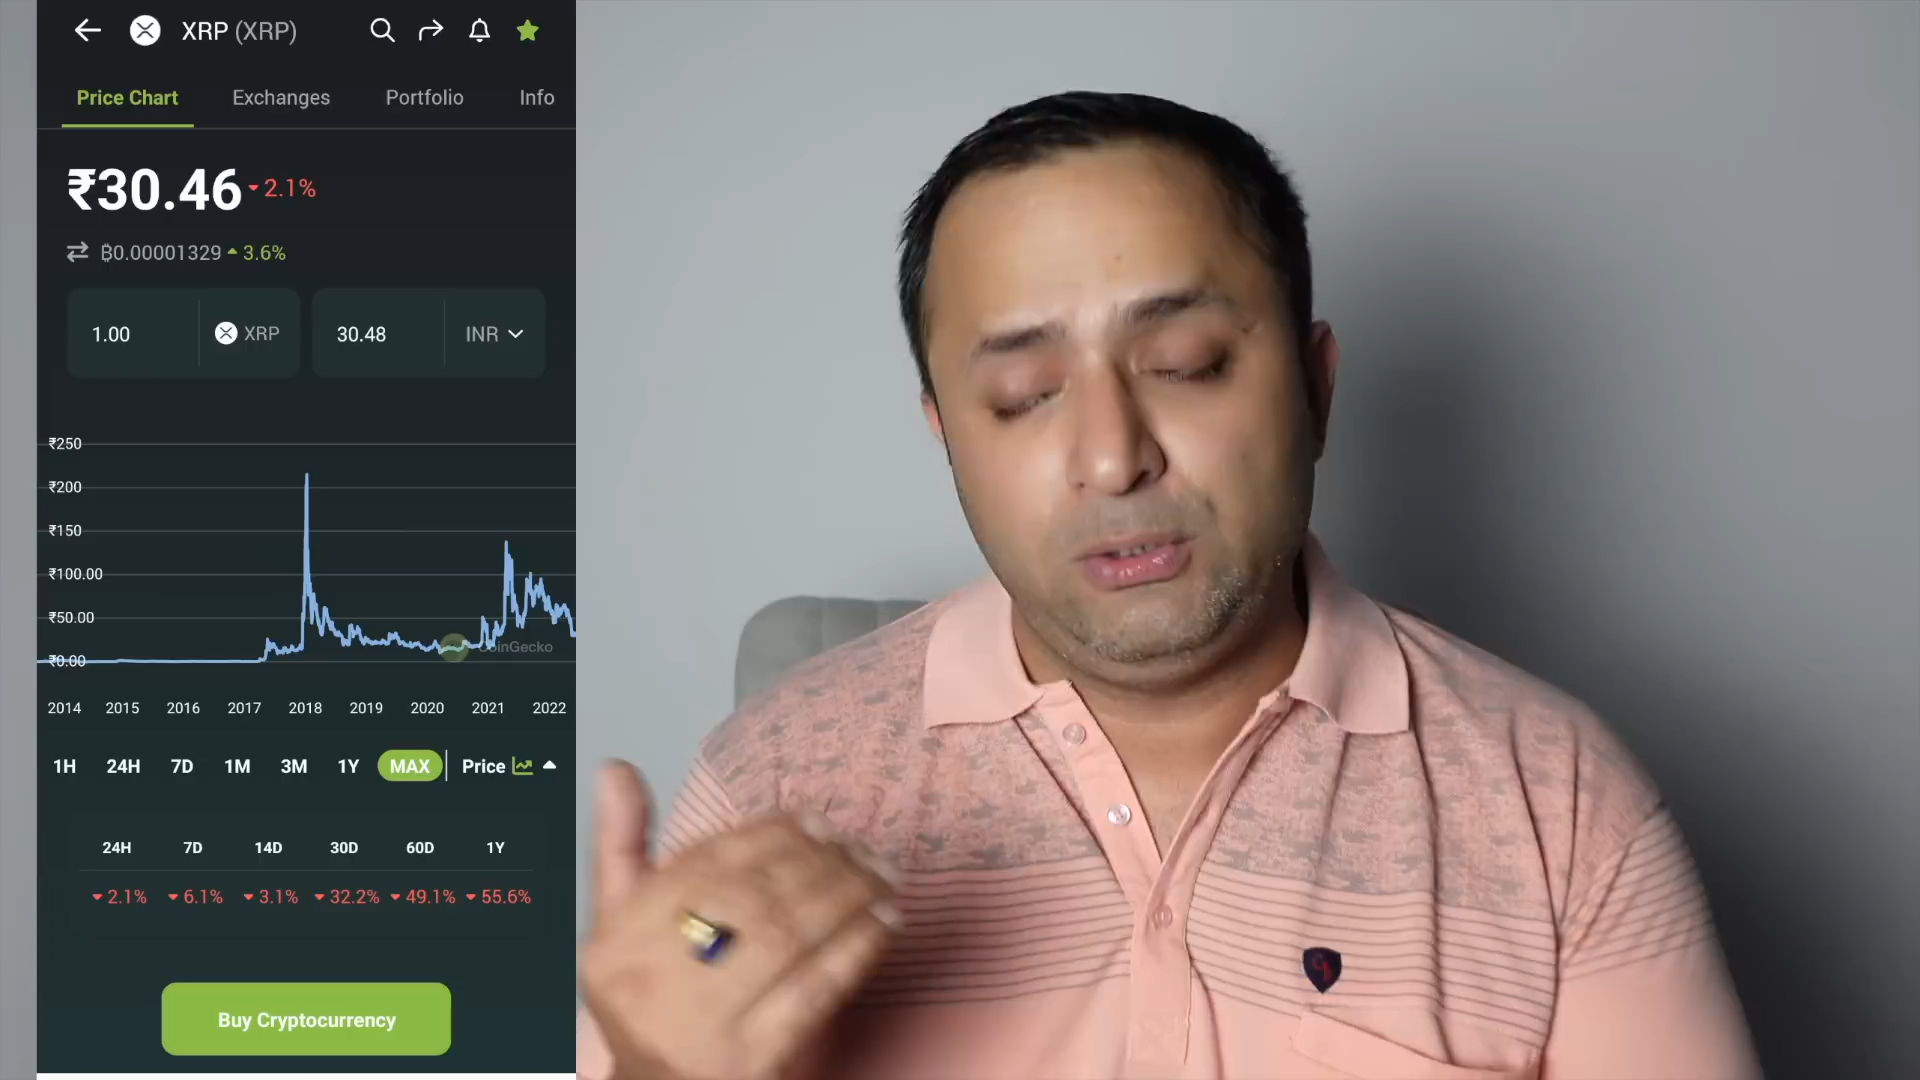 XRP (XRP)
Price Chart Exchanges Portfolio Info
₹30.46 2.1%
₿0.00001329 3.6%
1.00 XRP 30.48 INR
₹250
₹200
₹150
₹100.00
₹50.00
₹0.00
CoinGecko
2014 2015 2016 2017 2018 2019 2020 2021 2022
1H 24H 7D 1M 3M 1Y MAX Price
24H 7D 14D 30D 60D 1Y
2.1% 6.1% 3.1% 32.2% 49.1% 55.6%
Buy Cryptocurrency